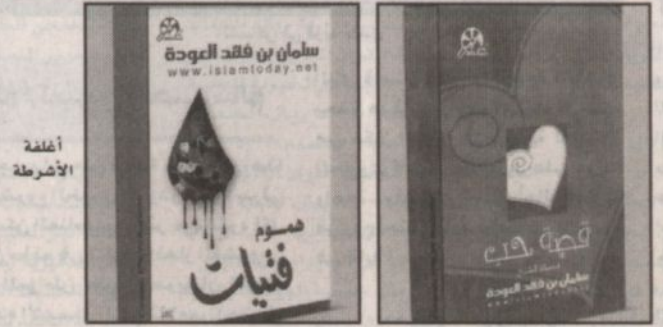 أغلفة
الأشرطة
سلمان بن فهد العودة
www.islamtoday.net
هموم
فتيات
قصة حب
سلمان بن فهد العودة